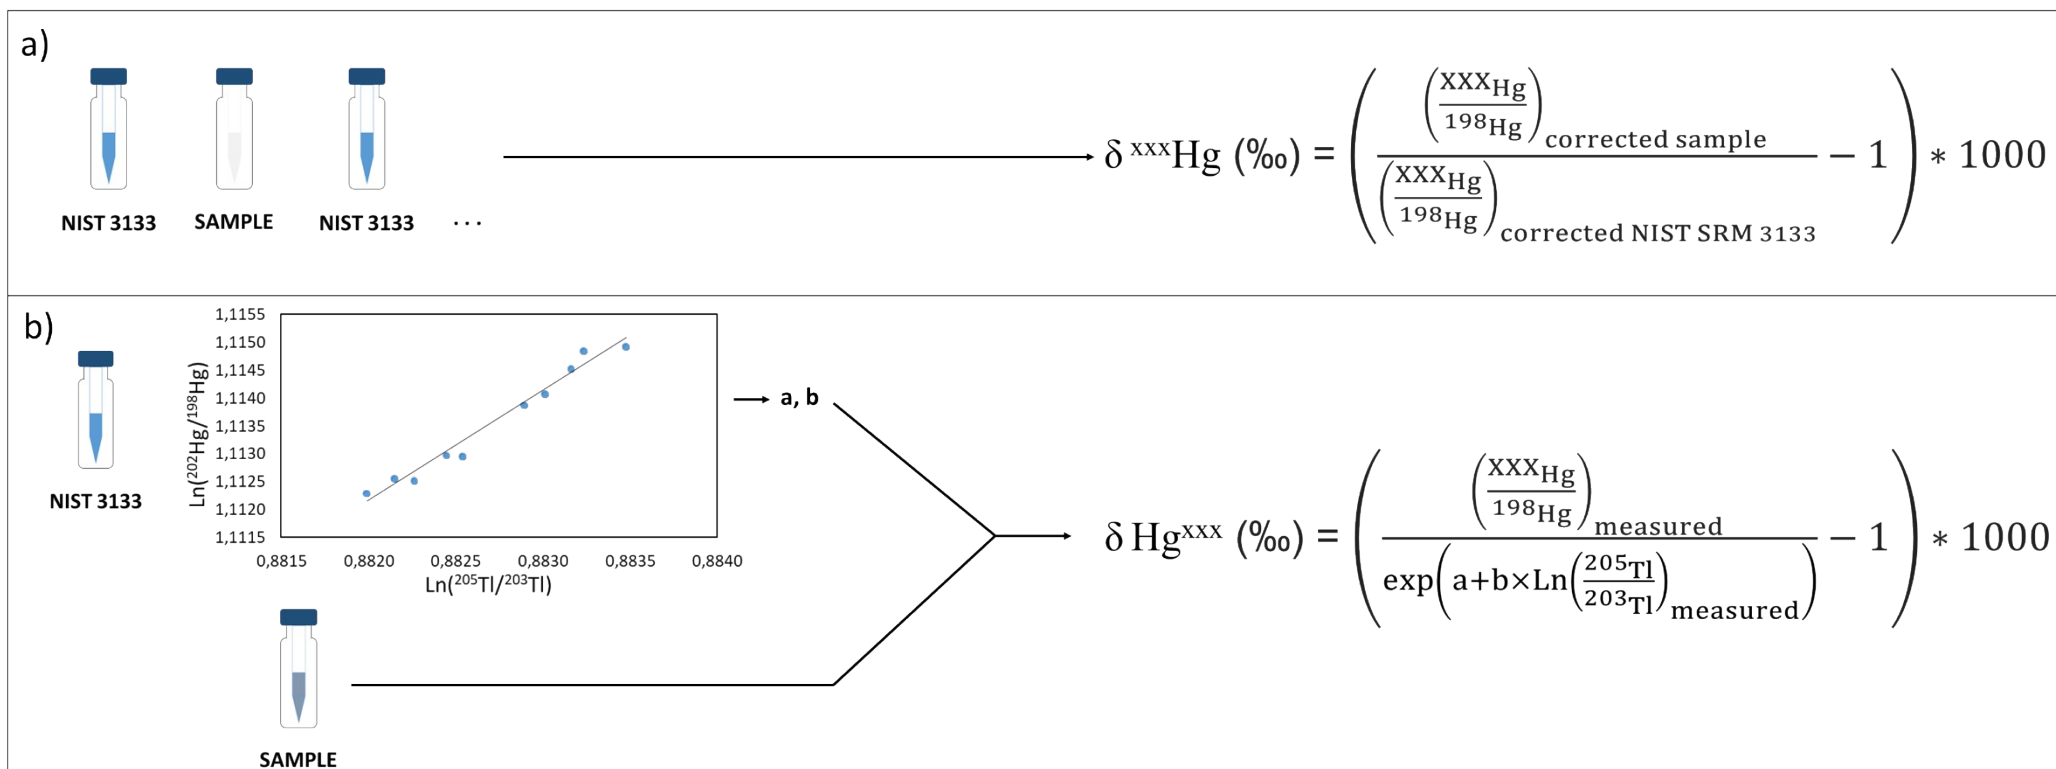 a)
NIST 3133 SAMPLE NIST 3133 ...
δ ˣˣˣHg (‰) = ( (XXXHg / ¹⁹⁸Hg) corrected sample / (XXXHg / ¹⁹⁸Hg) corrected NIST SRM 3133 − 1 ) * 1000
b)
NIST 3133
Ln(²⁰²Hg/¹⁹⁸Hg)
1,1155
1,1150
1,1145
1,1140
1,1135
1,1130
1,1125
1,1120
1,1115
0,8815 0,8820 0,8825 0,8830 0,8835 0,8840
Ln(²⁰⁵Tl/²⁰³Tl)
a, b
SAMPLE
δ Hgˣˣˣ (‰) = ( (XXXHg / ¹⁹⁸Hg) measured / exp(a+b×Ln(²⁰⁵Tl / ²⁰³Tl) measured) − 1 ) * 1000